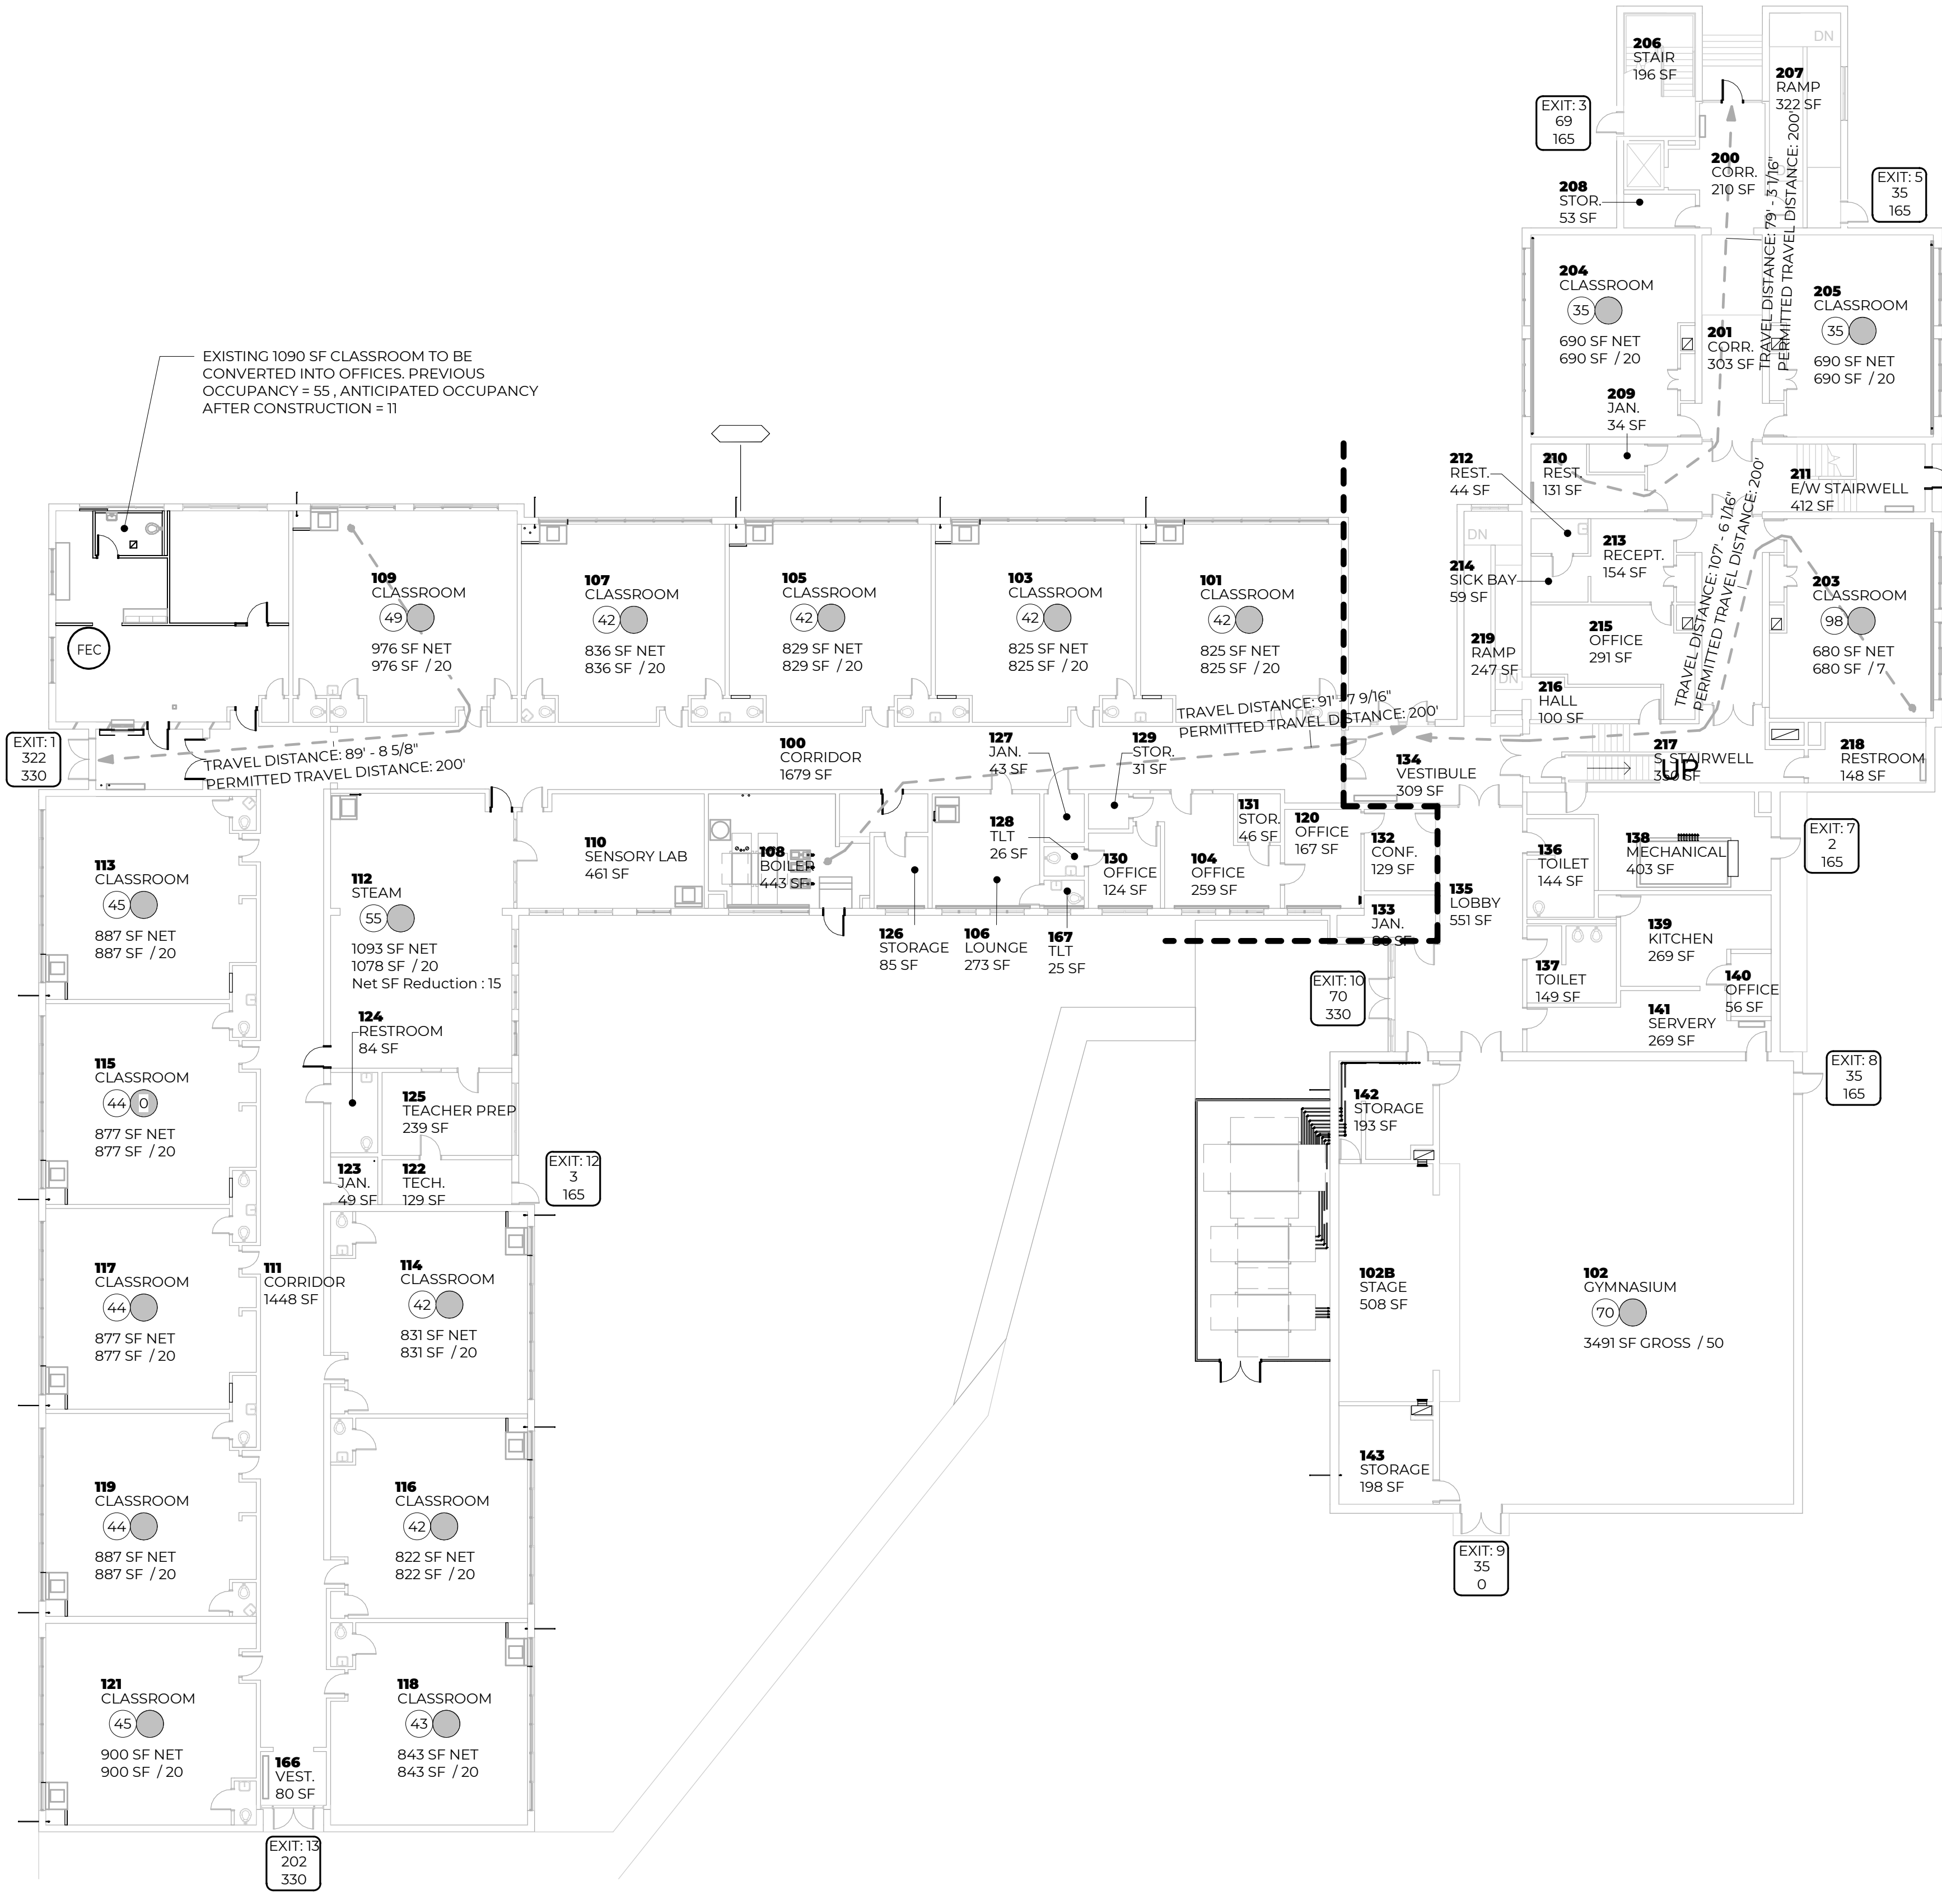 206
STAIR
196 SF
DN
207
RAMP
322 SF
EXIT: 3
69
165
200
CORR.
210 SF
208
STOR.
53 SF
EXIT: 5
35
165
TRAVEL DISTANCE: 79' - 3 1/16"
PERMITTED TRAVEL DISTANCE: 200'
204
CLASSROOM
35
690 SF NET
690 SF / 20
201
CORR.
303 SF
205
CLASSROOM
35
690 SF NET
690 SF / 20
209
JAN.
34 SF
EXISTING 1090 SF CLASSROOM TO BE
CONVERTED INTO OFFICES. PREVIOUS
OCCUPANCY = 55 , ANTICIPATED OCCUPANCY
AFTER CONSTRUCTION = 11
212
REST.
44 SF
210
REST.
131 SF
211
E/W STAIRWELL
412 SF
TRAVEL DISTANCE: 107' - 6 1/16"
PERMITTED TRAVEL DISTANCE: 200'
DN
213
RECEPT.
154 SF
214
SICK BAY
59 SF
203
CLASSROOM
98
680 SF NET
680 SF / 7
215
OFFICE
291 SF
219
RAMP
247 SF
DN
216
HALL
100 SF
FEC
109
CLASSROOM
49
976 SF NET
976 SF / 20
107
CLASSROOM
42
836 SF NET
836 SF / 20
105
CLASSROOM
42
829 SF NET
829 SF / 20
103
CLASSROOM
42
825 SF NET
825 SF / 20
101
CLASSROOM
42
825 SF NET
825 SF / 20
TRAVEL DISTANCE: 91' - 7 9/16"
PERMITTED TRAVEL DISTANCE: 200'
EXIT: 1
322
330
TRAVEL DISTANCE: 89' - 8 5/8"
PERMITTED TRAVEL DISTANCE: 200'
100
CORRIDOR
1679 SF
127
JAN.
43 SF
129
STOR.
31 SF
134
VESTIBULE
309 SF
217
S. STAIRWELL
350 SF
UP
218
RESTROOM
148 SF
113
CLASSROOM
45
887 SF NET
887 SF / 20
112
STEAM
55
1093 SF NET
1078 SF / 20
Net SF Reduction : 15
110
SENSORY LAB
461 SF
108
BOILER
443 SF
128
TLT
26 SF
130
OFFICE
124 SF
104
OFFICE
259 SF
131
STOR.
46 SF
120
OFFICE
167 SF
132
CONF.
129 SF
135
LOBBY
551 SF
136
TOILET
144 SF
138
MECHANICAL
403 SF
EXIT: 7
2
165
126
STORAGE
85 SF
106
LOUNGE
273 SF
167
TLT
25 SF
133
JAN.
139
KITCHEN
269 SF
137
TOILET
149 SF
140
OFFICE
56 SF
141
SERVERY
269 SF
EXIT: 10
70
330
124
RESTROOM
84 SF
115
CLASSROOM
44
0
877 SF NET
877 SF / 20
125
TEACHER PREP
239 SF
123
JAN.
49 SF
122
TECH.
129 SF
EXIT: 12
3
165
142
STORAGE
193 SF
EXIT: 8
35
165
117
CLASSROOM
44
877 SF NET
877 SF / 20
111
CORRIDOR
1448 SF
114
CLASSROOM
42
831 SF NET
831 SF / 20
102B
STAGE
508 SF
102
GYMNASIUM
70
3491 SF GROSS / 50
119
CLASSROOM
44
887 SF NET
887 SF / 20
116
CLASSROOM
42
822 SF NET
822 SF / 20
143
STORAGE
198 SF
EXIT: 9
35
0
121
CLASSROOM
45
900 SF NET
900 SF / 20
118
CLASSROOM
43
843 SF NET
843 SF / 20
166
VEST.
80 SF
EXIT: 13
202
330